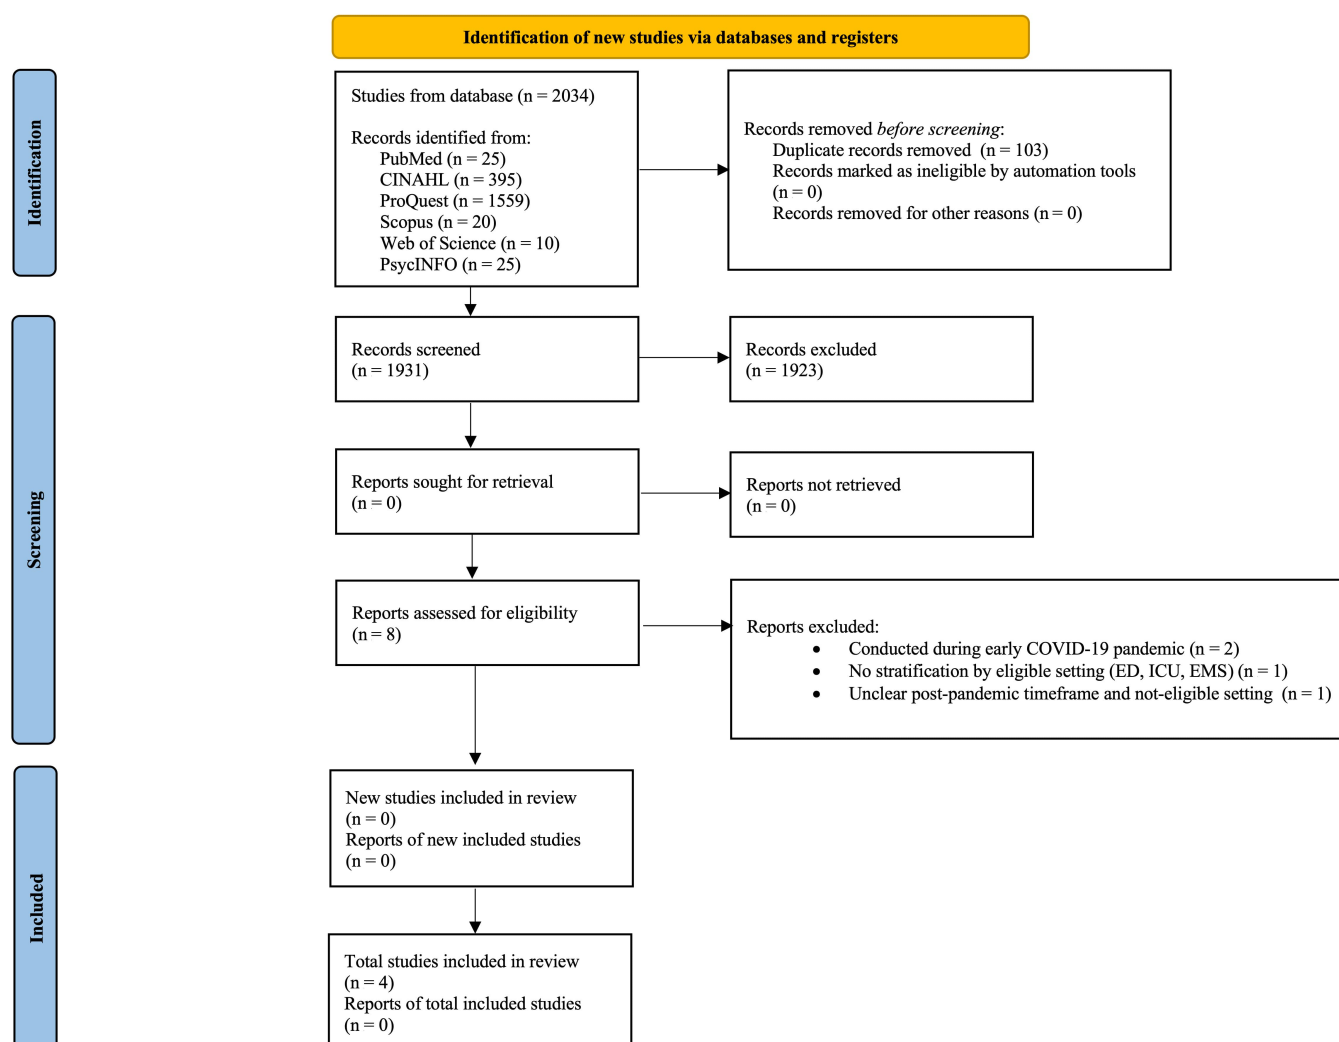 Identification of new studies via databases and registers
Identification
Studies from database (n = 2034)
Records identified from:
PubMed (n = 25)
CINAHL (n = 395)
ProQuest (n = 1559)
Scopus (n = 20)
Web of Science (n = 10)
PsycINFO (n = 25)
Records removed before screening:
Duplicate records removed (n = 103)
Records marked as ineligible by automation tools
(n = 0)
Records removed for other reasons (n = 0)
Screening
Records screened
(n = 1931)
Records excluded
(n = 1923)
Reports sought for retrieval
(n = 0)
Reports not retrieved
(n = 0)
Reports assessed for eligibility
(n = 8)
Reports excluded:
• Conducted during early COVID-19 pandemic (n = 2)
• No stratification by eligible setting (ED, ICU, EMS) (n = 1)
• Unclear post-pandemic timeframe and not-eligible setting (n = 1)
Included
New studies included in review
(n = 0)
Reports of new included studies
(n = 0)
Total studies included in review
(n = 4)
Reports of total included studies
(n = 0)